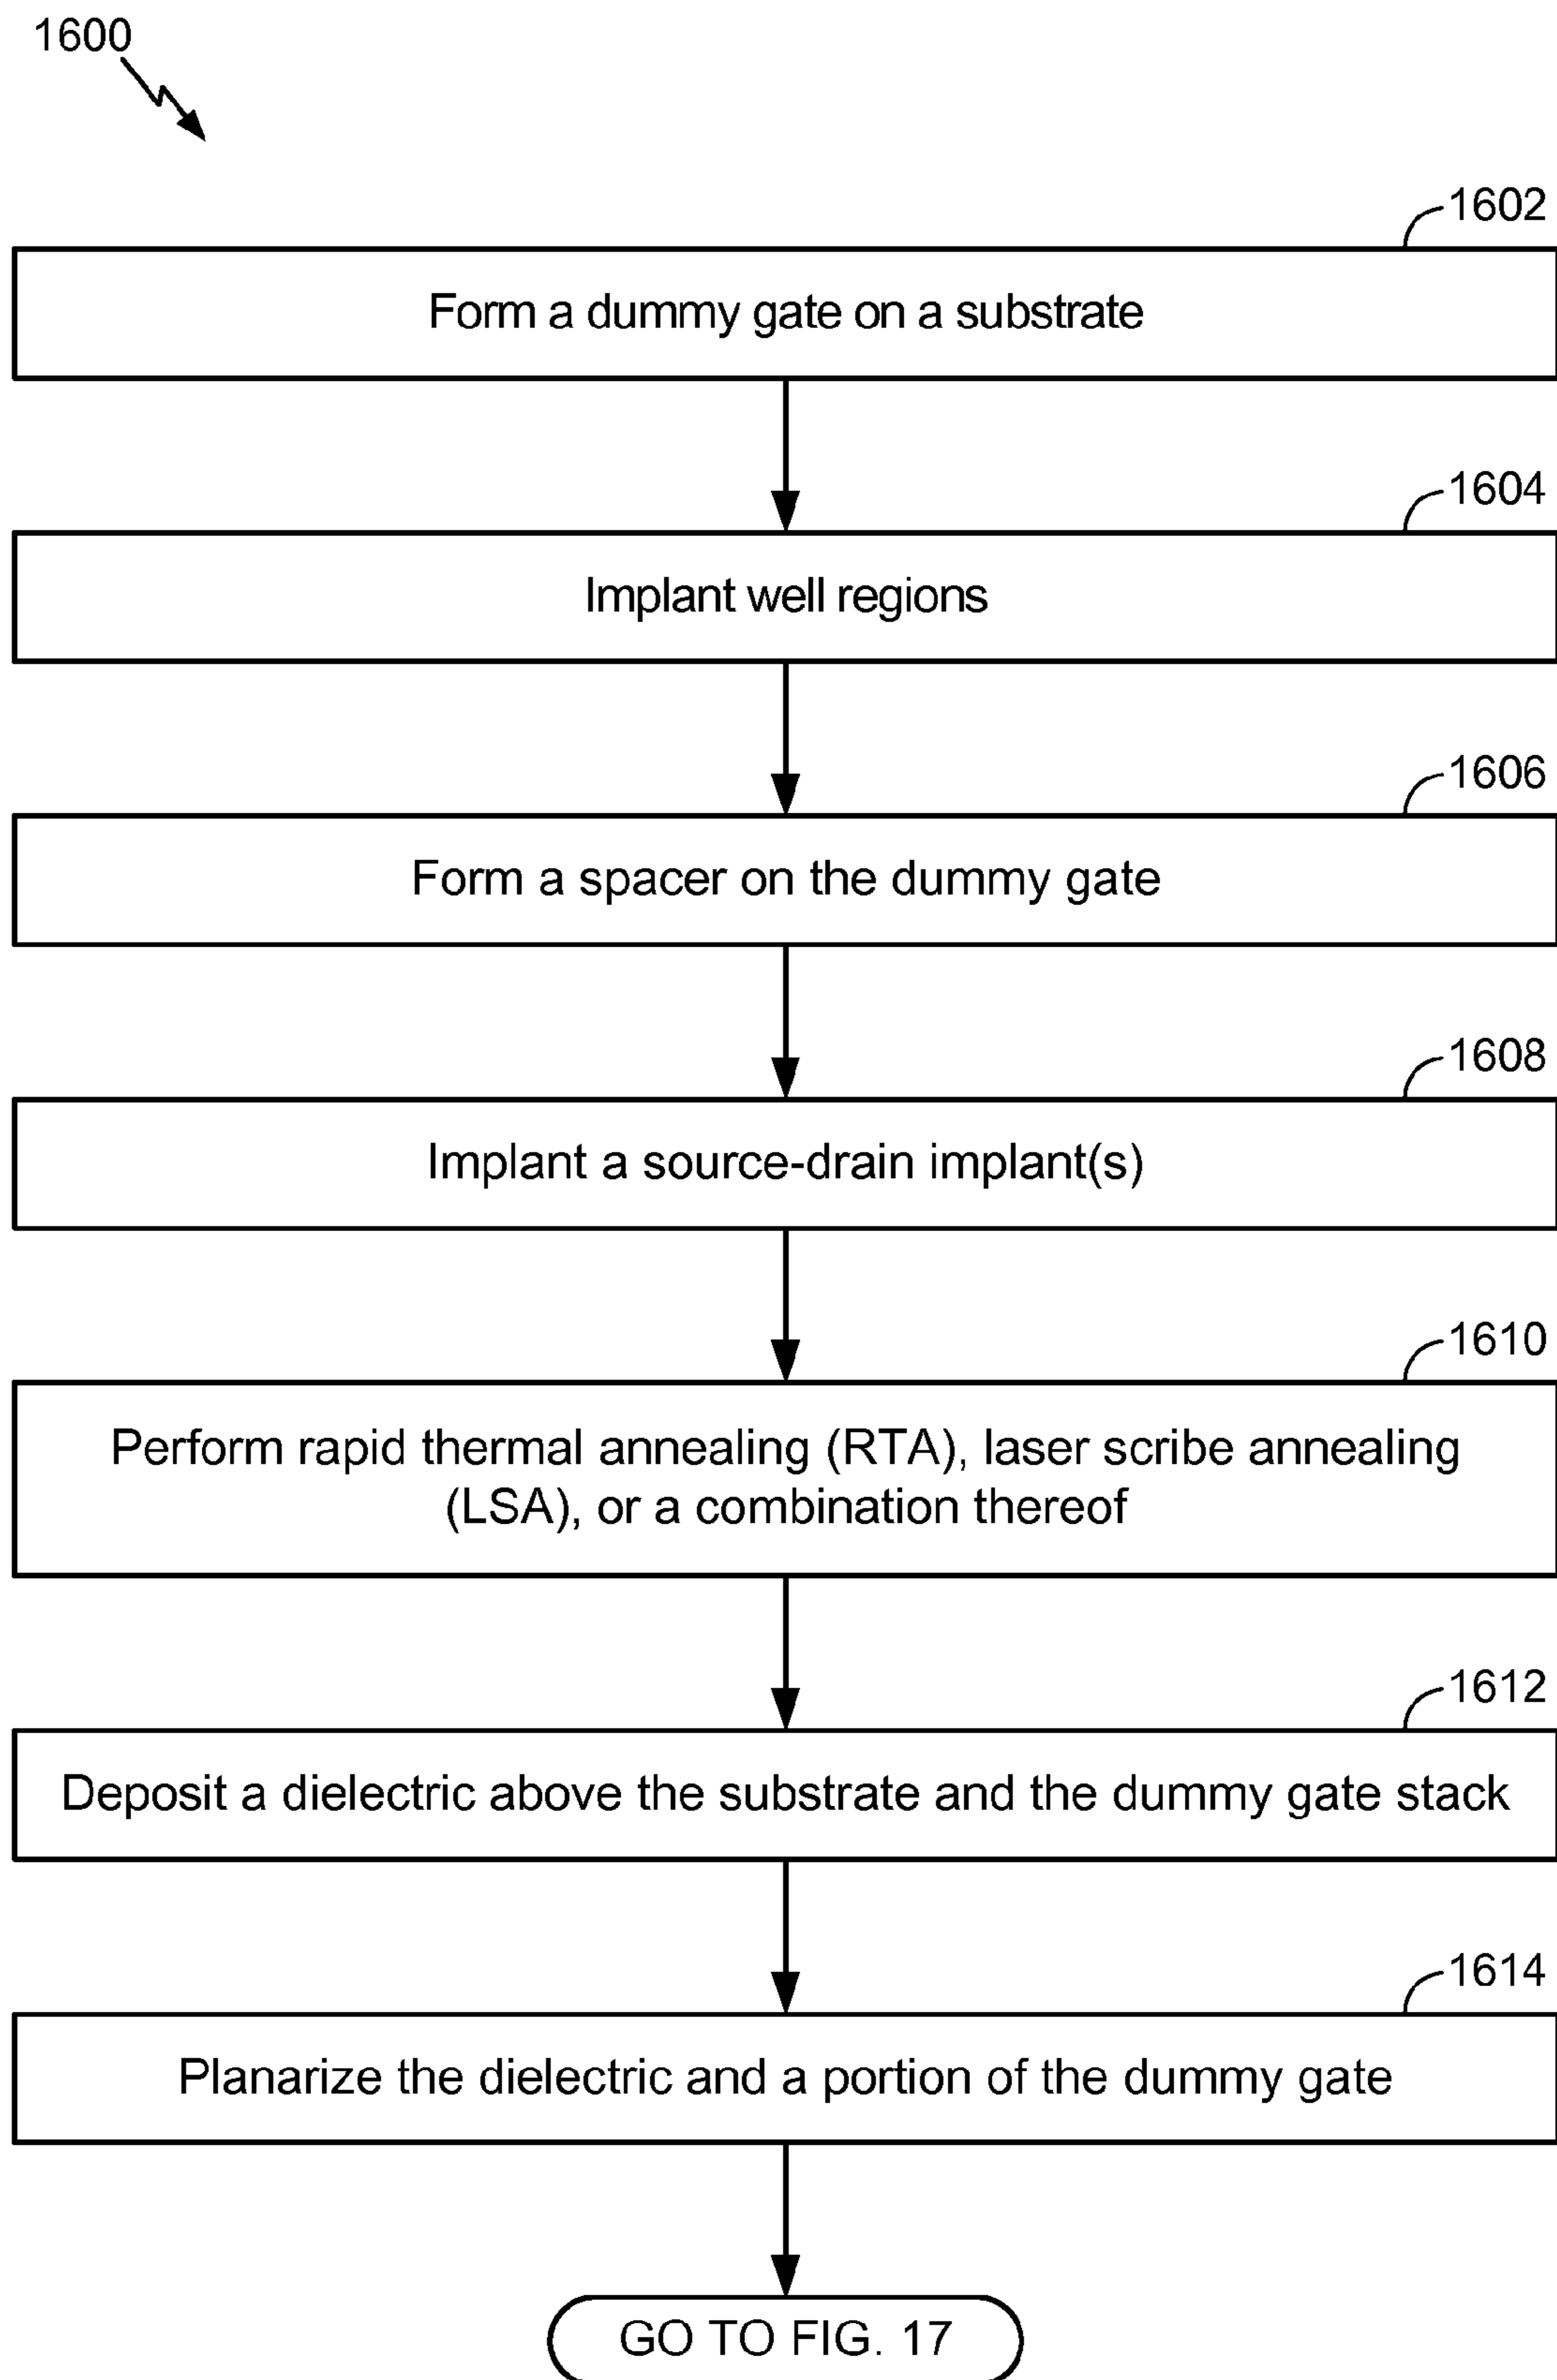 1600
1602
Form a dummy gate on a substrate
1604
Implant well regions
1606
Form a spacer on the dummy gate
1608
Implant a source-drain implant(s)
1610
Perform rapid thermal annealing (RTA), laser scribe annealing
(LSA), or a combination thereof
1612
Deposit a dielectric above the substrate and the dummy gate stack
1614
Planarize the dielectric and a portion of the dummy gate
GO TO FIG. 17